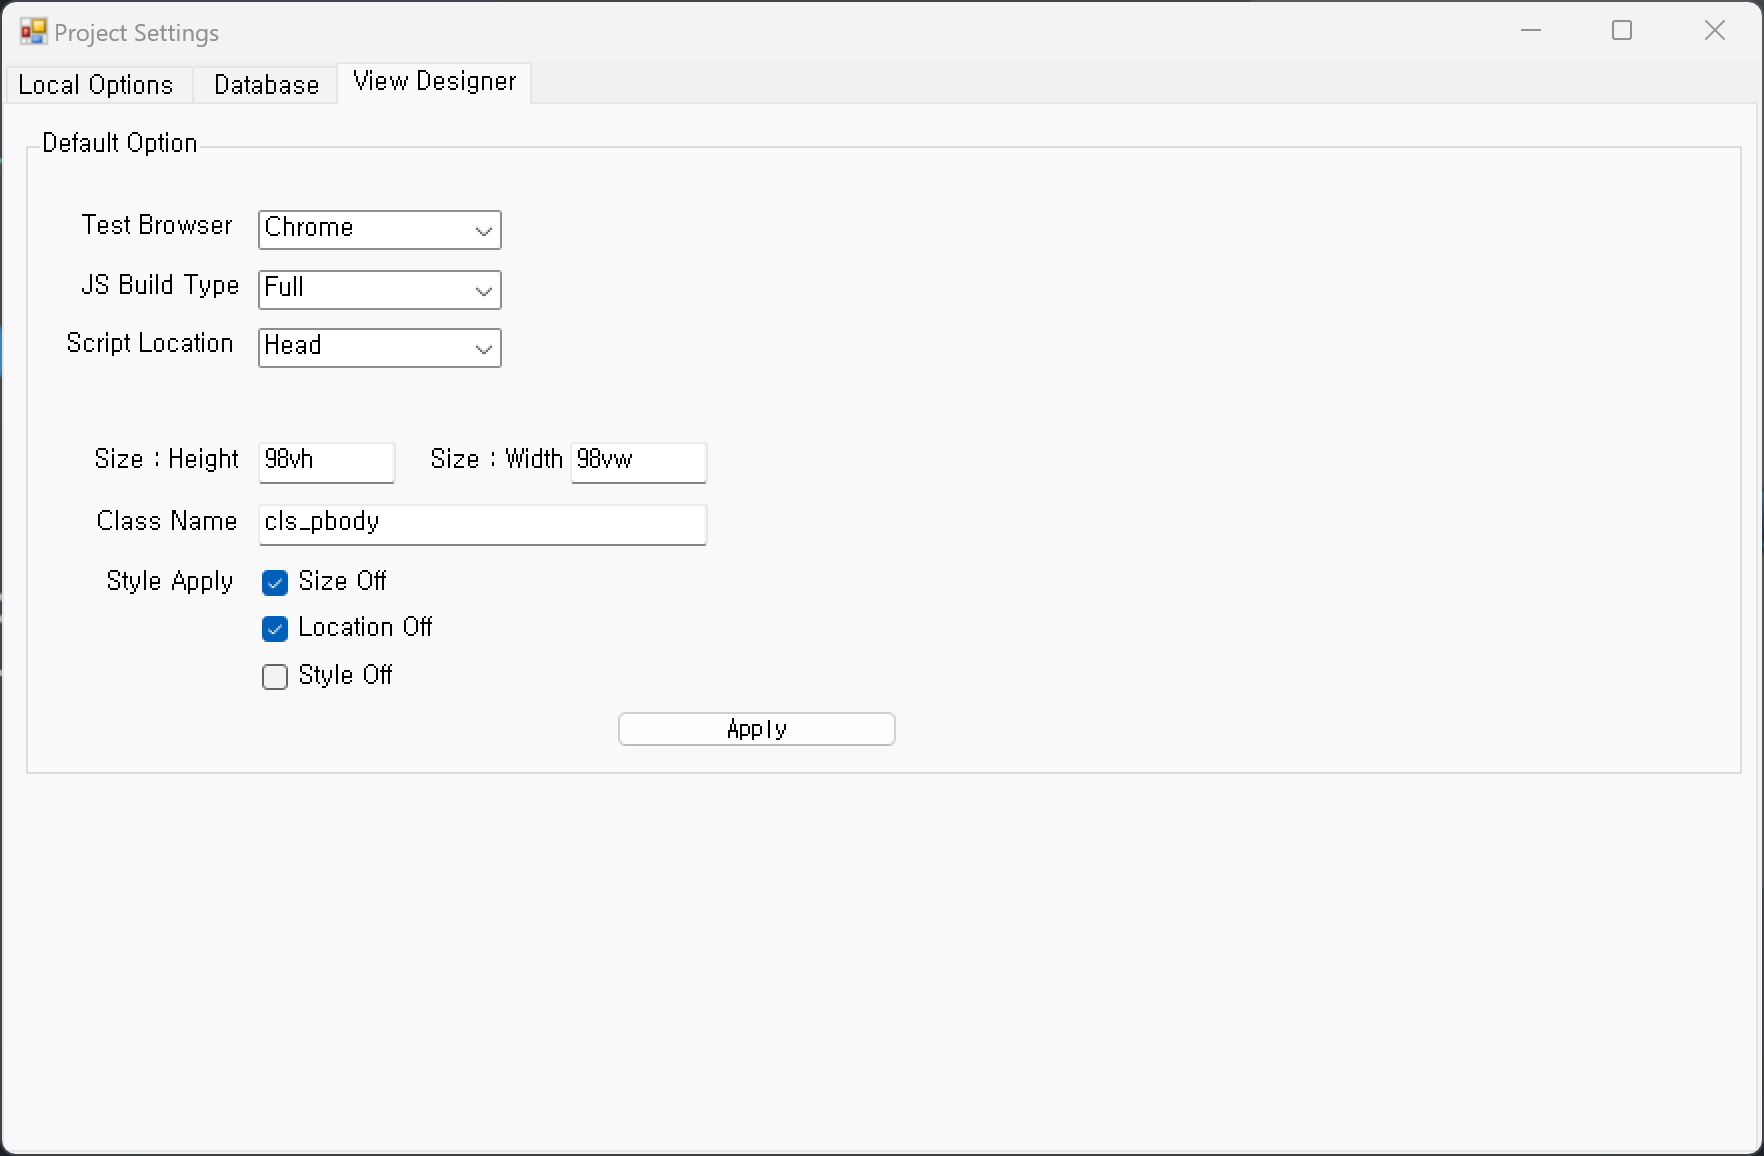 Project Settings
Local Options Database View Designer
Default Option
Test Browser Chrome
JS Build Type Full
Script Location Head
Size : Height 98vh Size : Width 98vw
Class Name cls_pbody
Style Apply Size Off
Location Off
Style Off
Apply